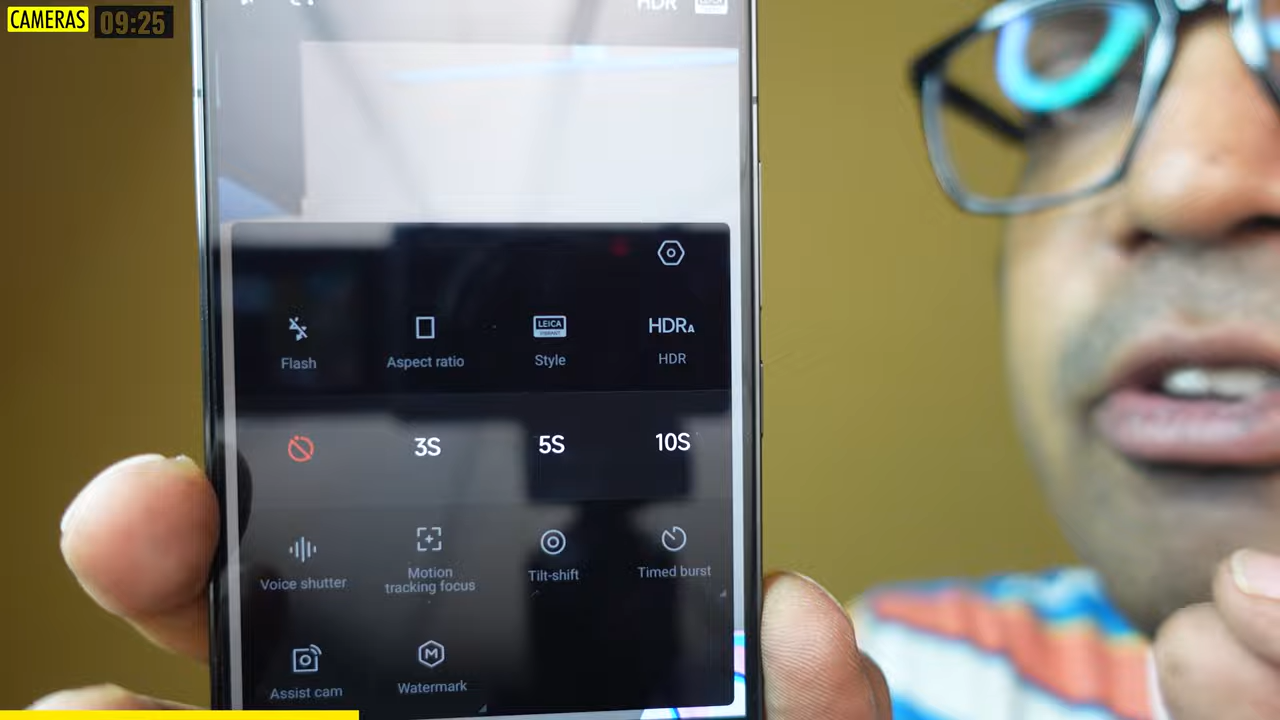 CAMERAS 09:25
HDR
LEICA
VIBRANT
HDRA
Flash
Aspect ratio
Style
HDR
3S
5S
10S
Voice shutter
Motion
tracking focus
Tilt-shift
Timed burst
Assist cam
Watermark